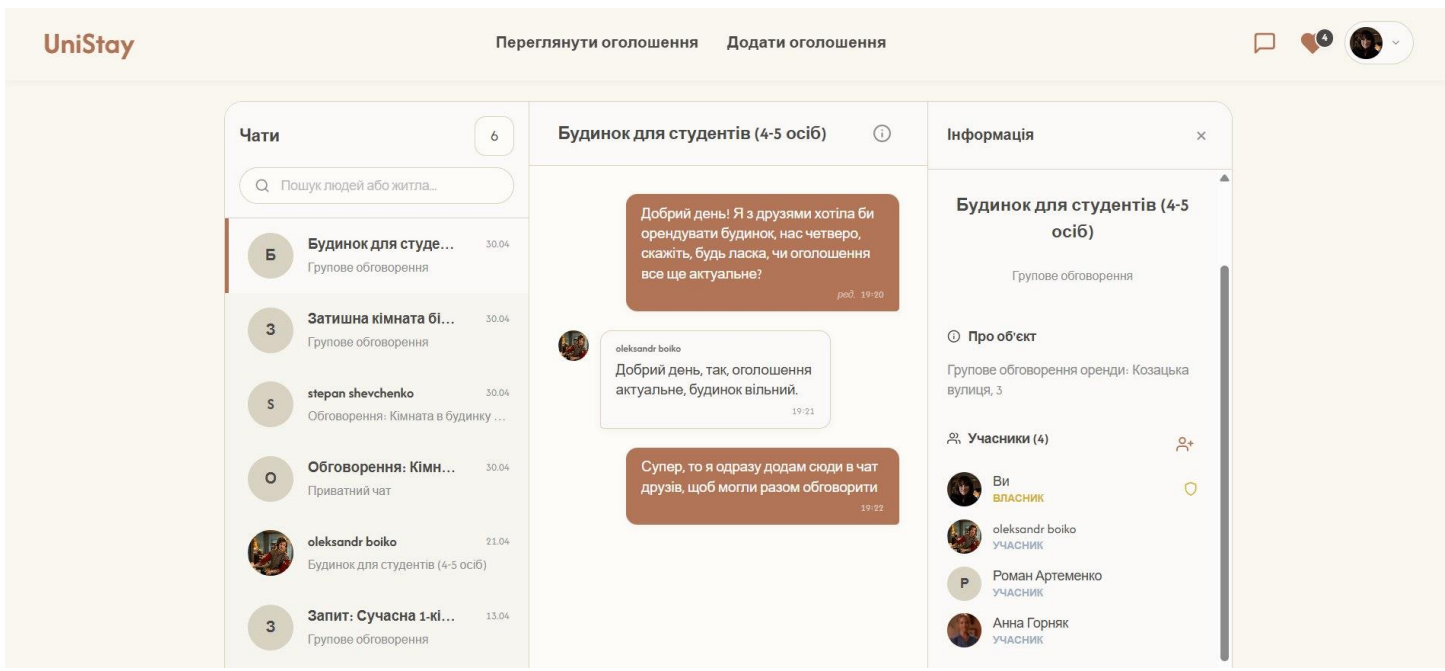 UniStay
Переглянути оголошення
Додати оголошення
4
Чати
6
Пошук людей або житла...
Б
Будинок для студе...
30.04
Групове обговорення
З
Затишна кімната бі...
30.04
Групове обговорення
S
stepan shevchenko
30.04
Обговорення: Кімната в будинку ...
О
Обговорення: Кімн...
30.04
Приватний чат
oleksandr boiko
21.04
Будинок для студентів (4-5 осіб)
З
Запит: Сучасна 1-кі...
13.04
Групове обговорення
Будинок для студентів (4-5 осіб)
Добрий день! Я з друзями хотіла би
орендувати будинок, нас четверо,
скажіть, будь ласка, чи оголошення
все ще актуальне?
ред. 19:20
oleksandr boiko
Добрий день, так, оголошення
актуальне, будинок вільний.
19:21
Супер, то я одразу додам сюди в чат
друзів, щоб могли разом обговорити
19:22
Інформація
Будинок для студентів (4-5
осіб)
Групове обговорення
Про об'єкт
Групове обговорення оренди: Козацька
вулиця, 3
Учасники (4)
Ви
ВЛАСНИК
oleksandr boiko
УЧАСНИК
Р
Роман Артеменко
УЧАСНИК
Анна Горняк
УЧАСНИК